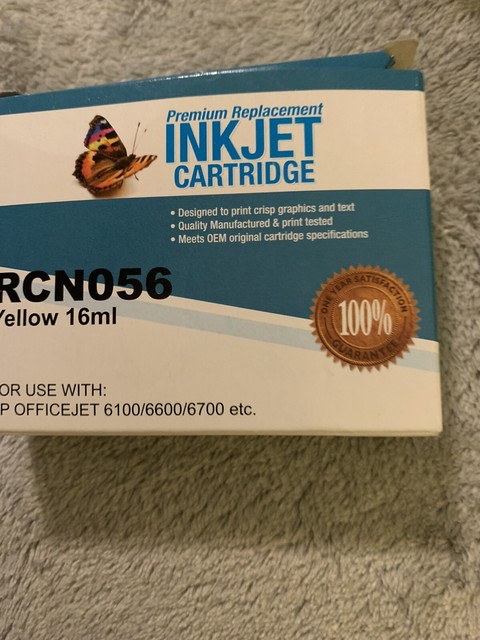 Premium Replacement
INKJET
CARTRIDGE
• Designed to print crisp graphics and text
• Quality Manufactured & print tested
• Meets OEM original cartridge specifications
RCN056
Yellow 16ml
ONE YEAR SATISFACTION
100%
GUARANTEE
OR USE WITH:
P OFFICEJET 6100/6600/6700 etc.